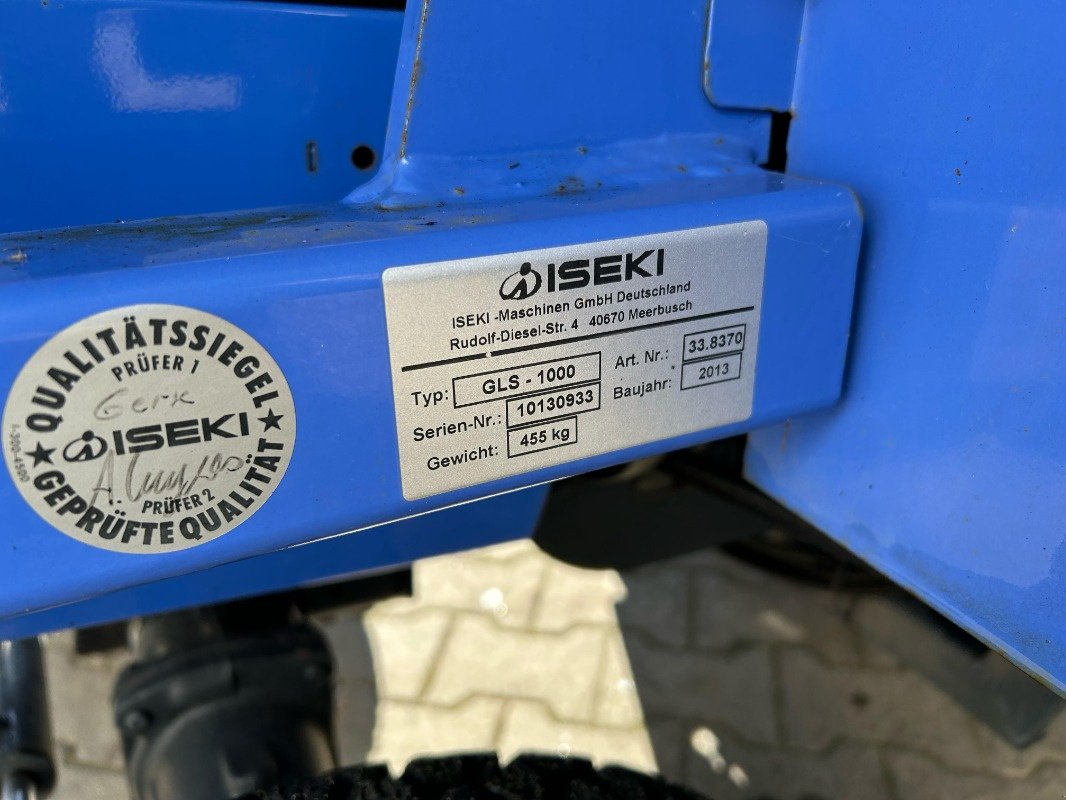 ISEKI
ISEKI -Maschinen GmbH Deutschland
Rudolf-Diesel-Str. 4 40670 Meerbusch
Typ: GLS - 1000 Art. Nr.: 33.8370
Serien-Nr.: 10130933 Baujahr: 2013
Gewicht: 455 kg
QUALITÄTSSIEGEL
PRÜFER 1
Gerk
ISEKI
PRÜFER 2
GEPRÜFTE QUALITÄT